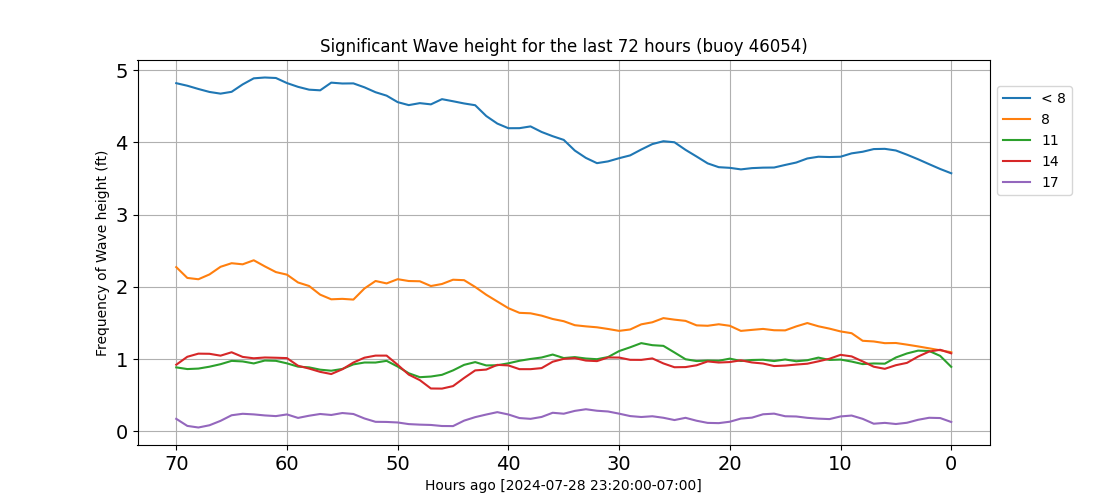 Significant Wave height for the last 72 hours (buoy 46054)
Frequency of Wave height (ft)
5
4
3
2
1
0
70 60 50 40 30 20 10 0
Hours ago [2024-07-28 23:20:00-07:00]
< 8
8
11
14
17